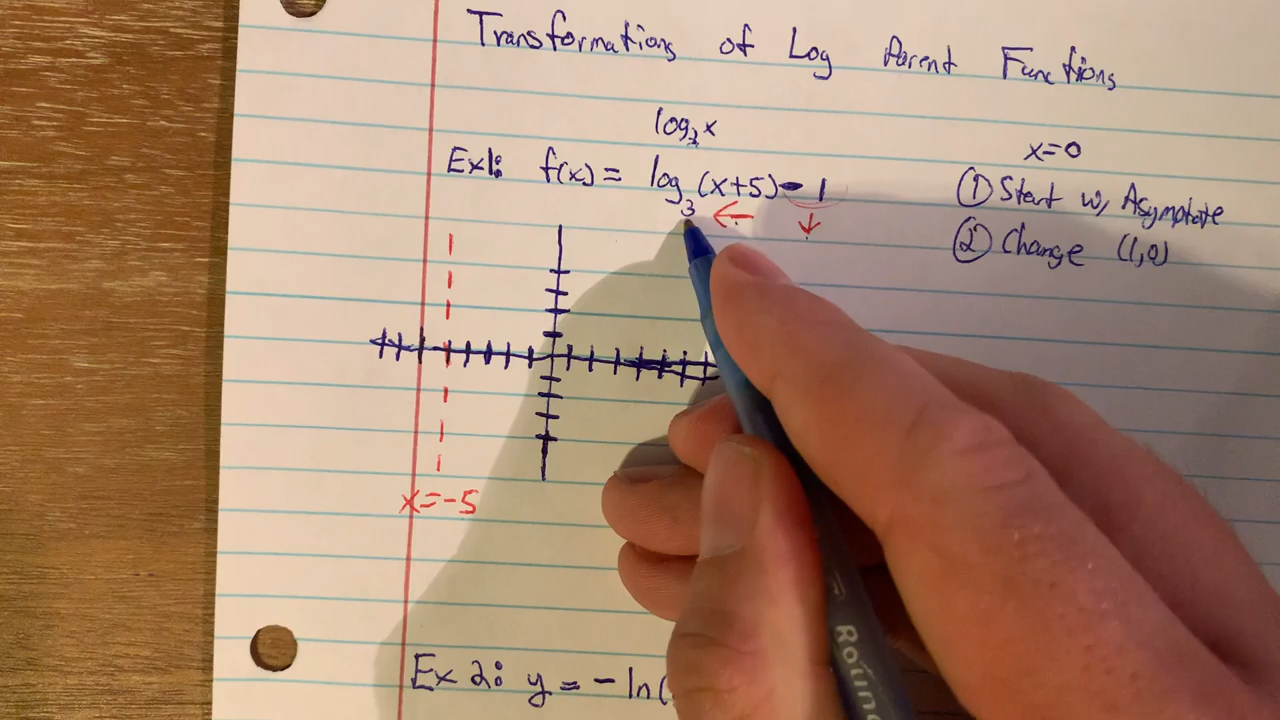 Transformations of Log Parent Functions
log₃x
Ex1: f(x) = log₃(x+5) - 1
x=0
① Start w/ Asymptote
② Change (1,0)
x=-5
Ex 2: y = -ln(